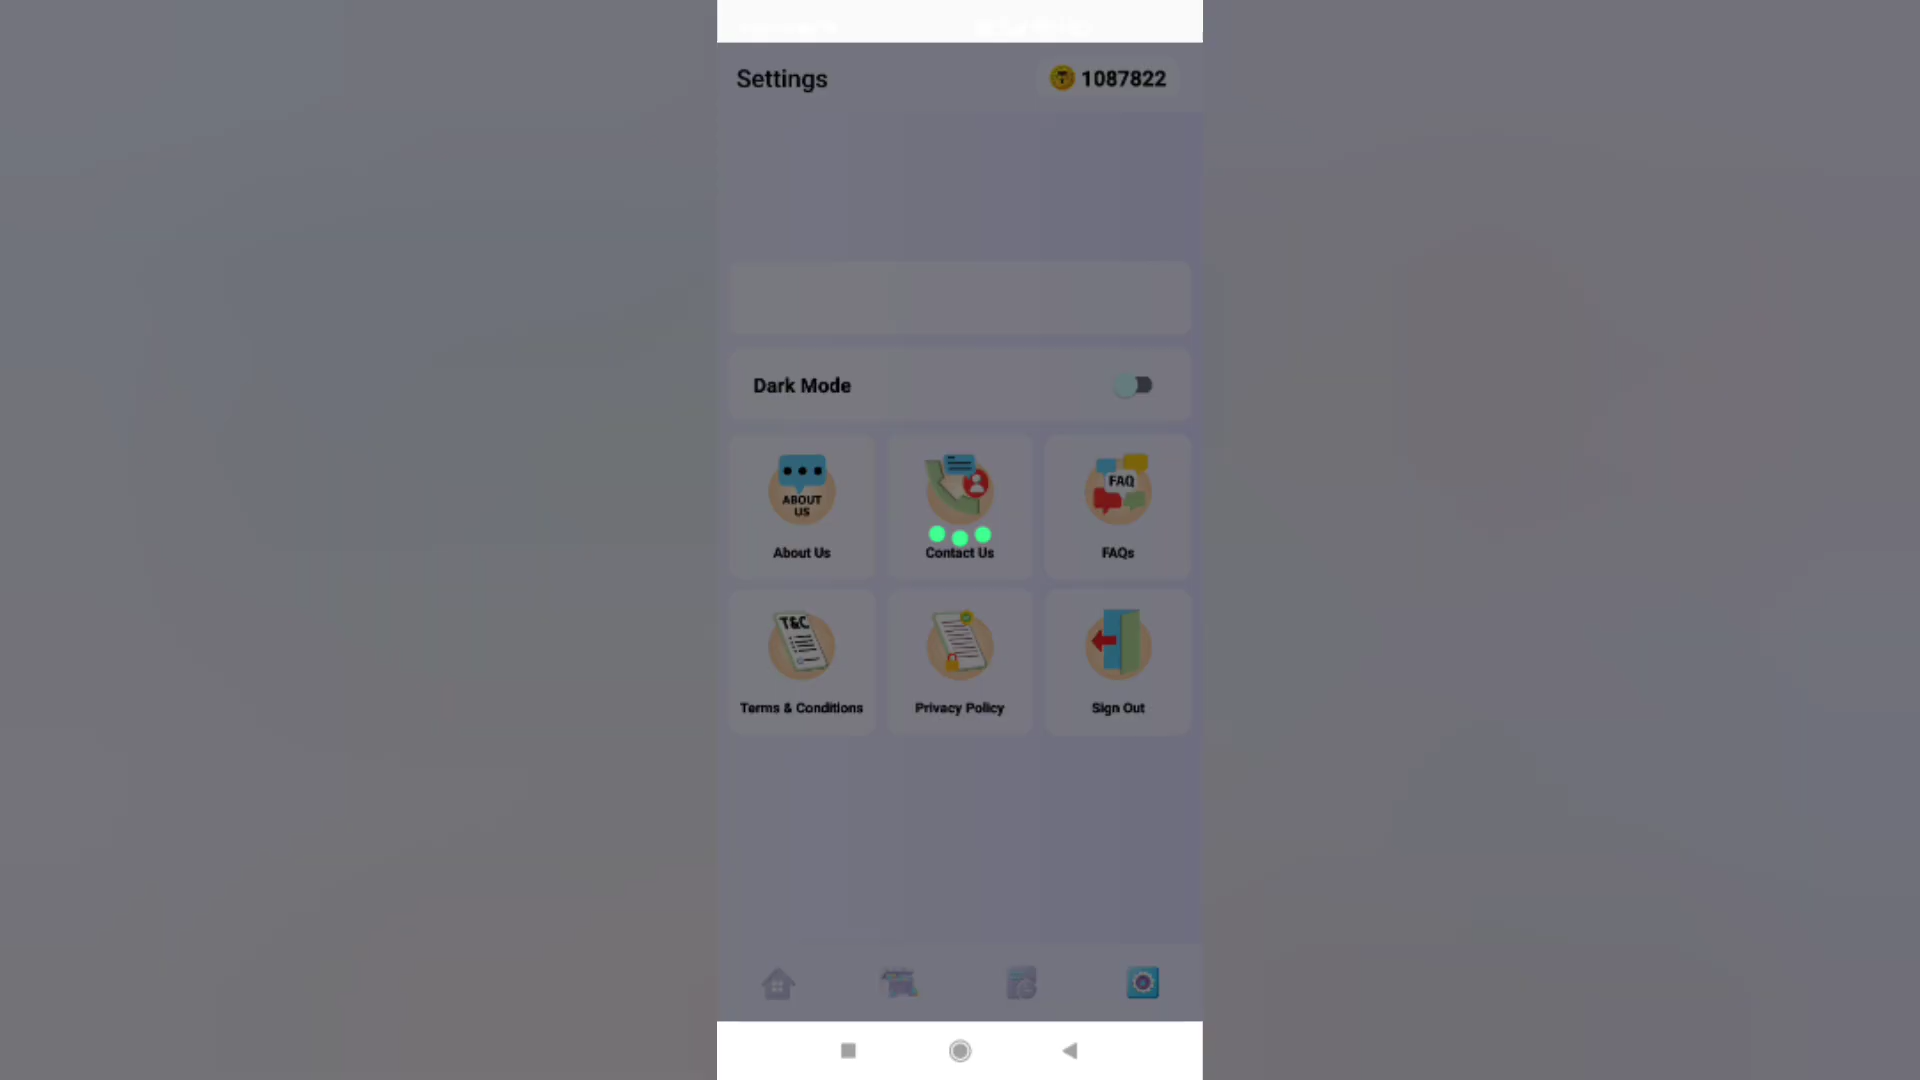 Settings
1087822
Dark Mode
ABOUT
US
FAQ
About Us
Contact Us
FAQs
T&C
Terms & Conditions
Privacy Policy
Sign Out